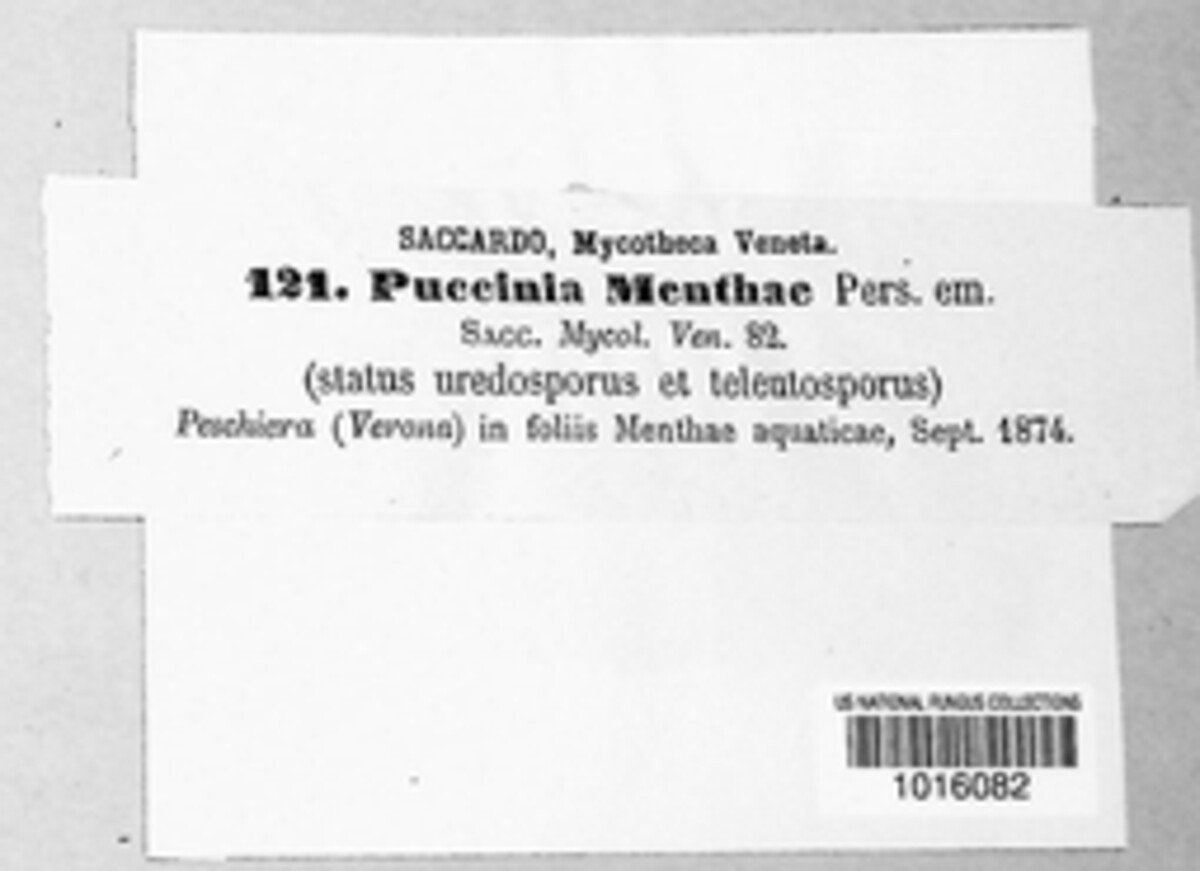 SACCARDO, Mycotheca Veneta.
121. Puccinia Menthae Pers. em.
SACC. Mycol. Ven. 82.
(status uredosporus et teleutosporus)
Peschiera (Verona) in foliis Menthae aquaticae, Sept. 1874.
US NATIONAL FUNGUS COLLECTIONS
1016082